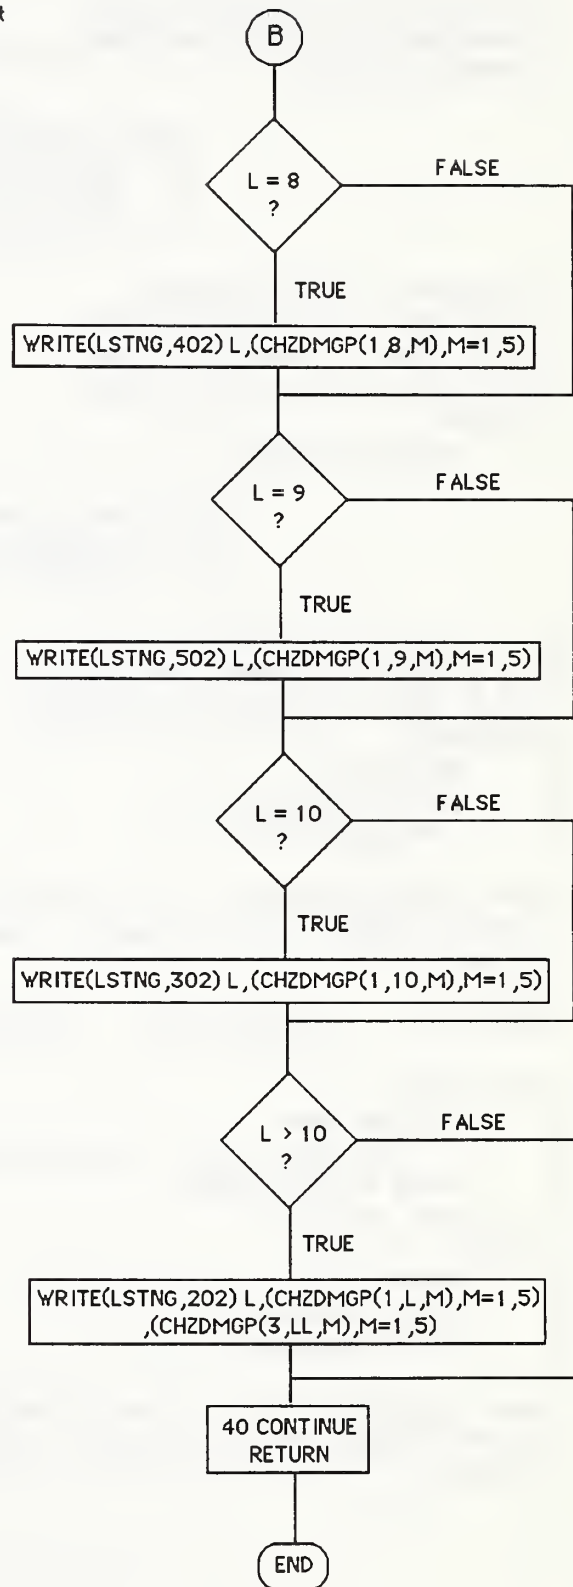 t
B
L = 8
?
FALSE
TRUE
WRITE(LSTNG,402) L,(CHZDMGP(1,8,M),M=1,5)
L = 9
?
FALSE
TRUE
WRITE(LSTNG,502) L,(CHZDMGP(1,9,M),M=1,5)
L = 10
?
FALSE
TRUE
WRITE(LSTNG,302) L,(CHZDMGP(1,10,M),M=1,5)
L > 10
?
FALSE
TRUE
WRITE(LSTNG,202) L,(CHZDMGP(1,L,M),M=1,5)
,(CHZDMGP(3,LL,M),M=1,5)
40 CONTINUE
RETURN
END